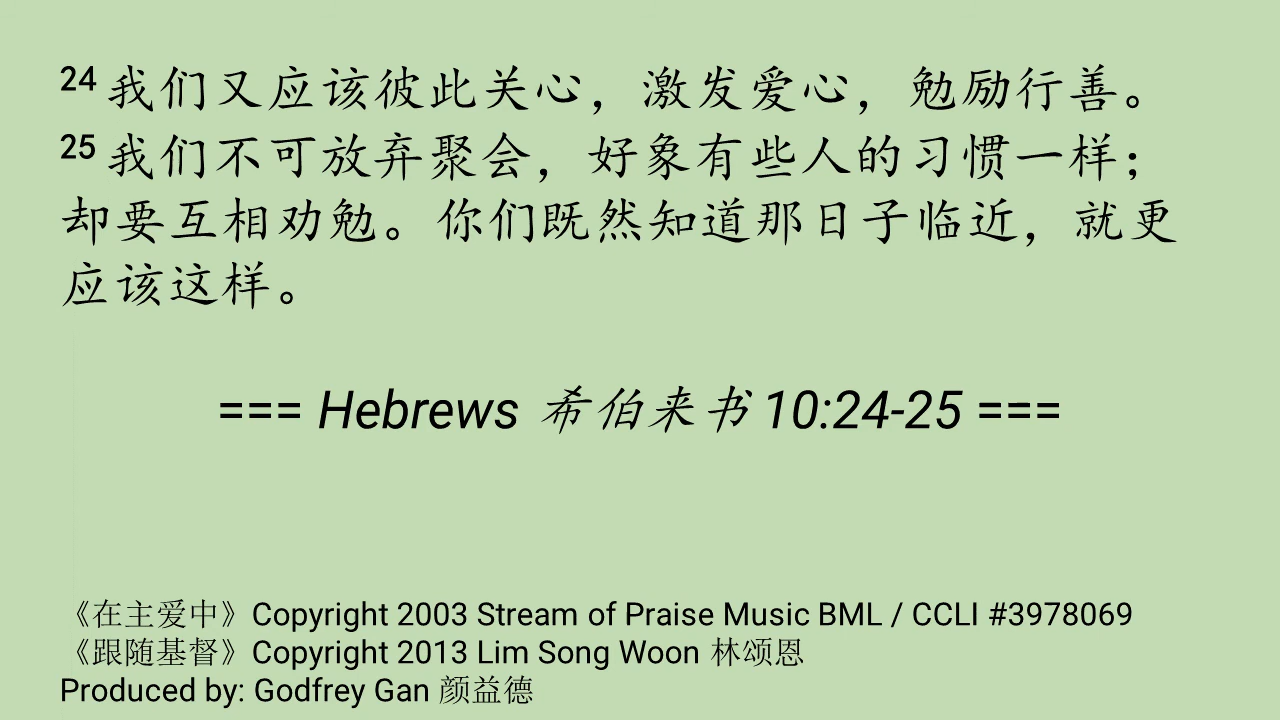 24 我们又应该彼此关心，激发爱心，勉励行善。
25 我们不可放弃聚会，好象有些人的习惯一样；
却要互相劝勉。你们既然知道那日子临近，就更
应该这样。
=== Hebrews 希伯来书 10:24-25 ===
《在主爱中》Copyright 2003 Stream of Praise Music BML / CCLI #3978069
《跟随基督》Copyright 2013 Lim Song Woon 林颂恩
Produced by: Godfrey Gan 颜益德